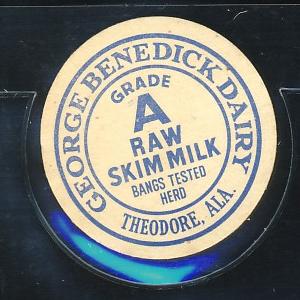 GEORGE BENEDICK DAIRY
GRADE
A
RAW
SKIM MILK
BANGS TESTED
HERD
THEODORE, ALA.